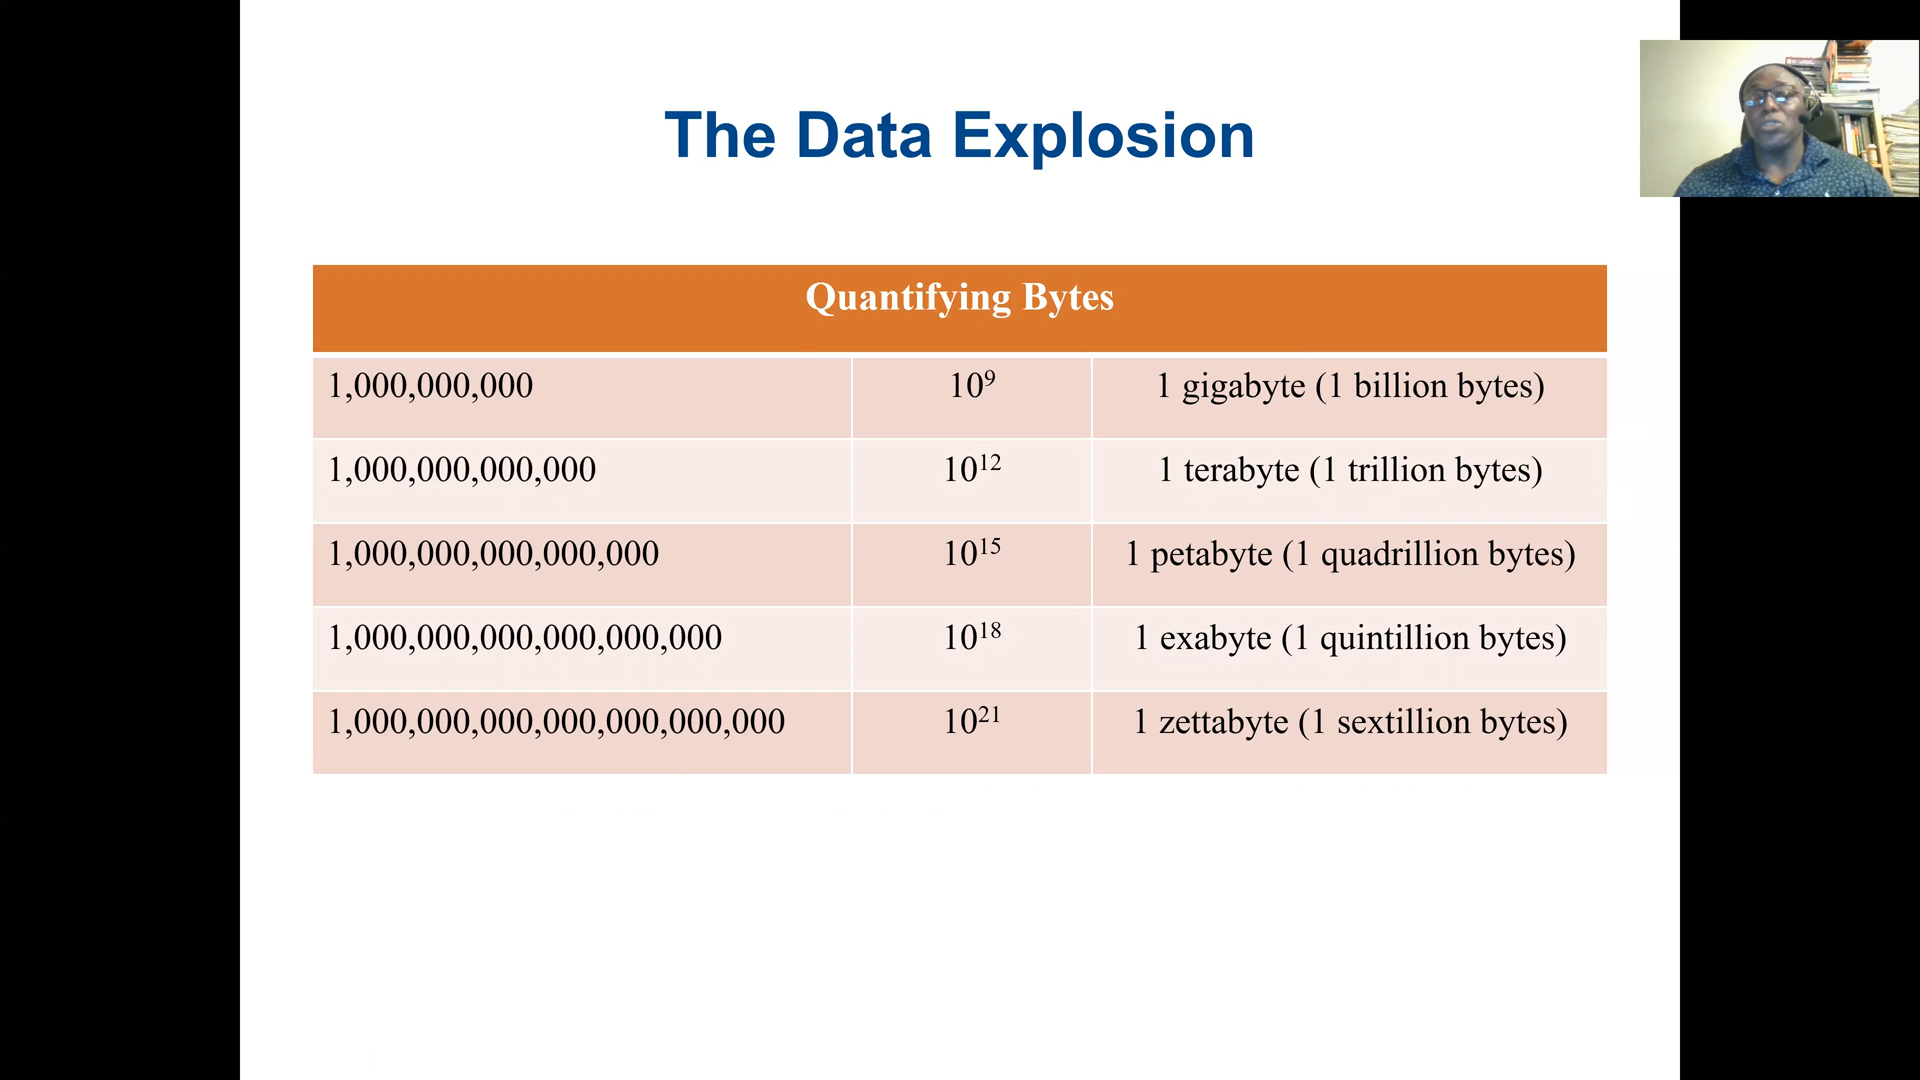 The Data Explosion
Quantifying Bytes
1,000,000,000 10⁹ 1 gigabyte (1 billion bytes)
1,000,000,000,000 10¹² 1 terabyte (1 trillion bytes)
1,000,000,000,000,000 10¹⁵ 1 petabyte (1 quadrillion bytes)
1,000,000,000,000,000,000 10¹⁸ 1 exabyte (1 quintillion bytes)
1,000,000,000,000,000,000,000 10²¹ 1 zettabyte (1 sextillion bytes)